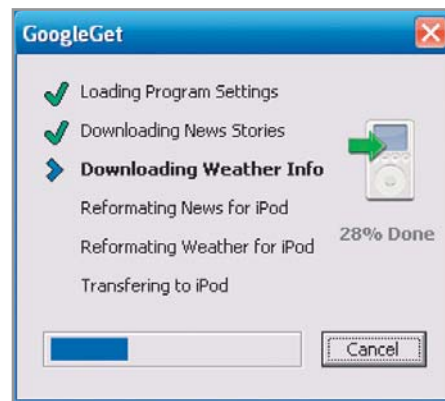 GoogleGet
Loading Program Settings
Downloading News Stories
Downloading Weather Info
Reformating News for iPod
Reformating Weather for iPod
Transfering to iPod
28% Done
Cancel